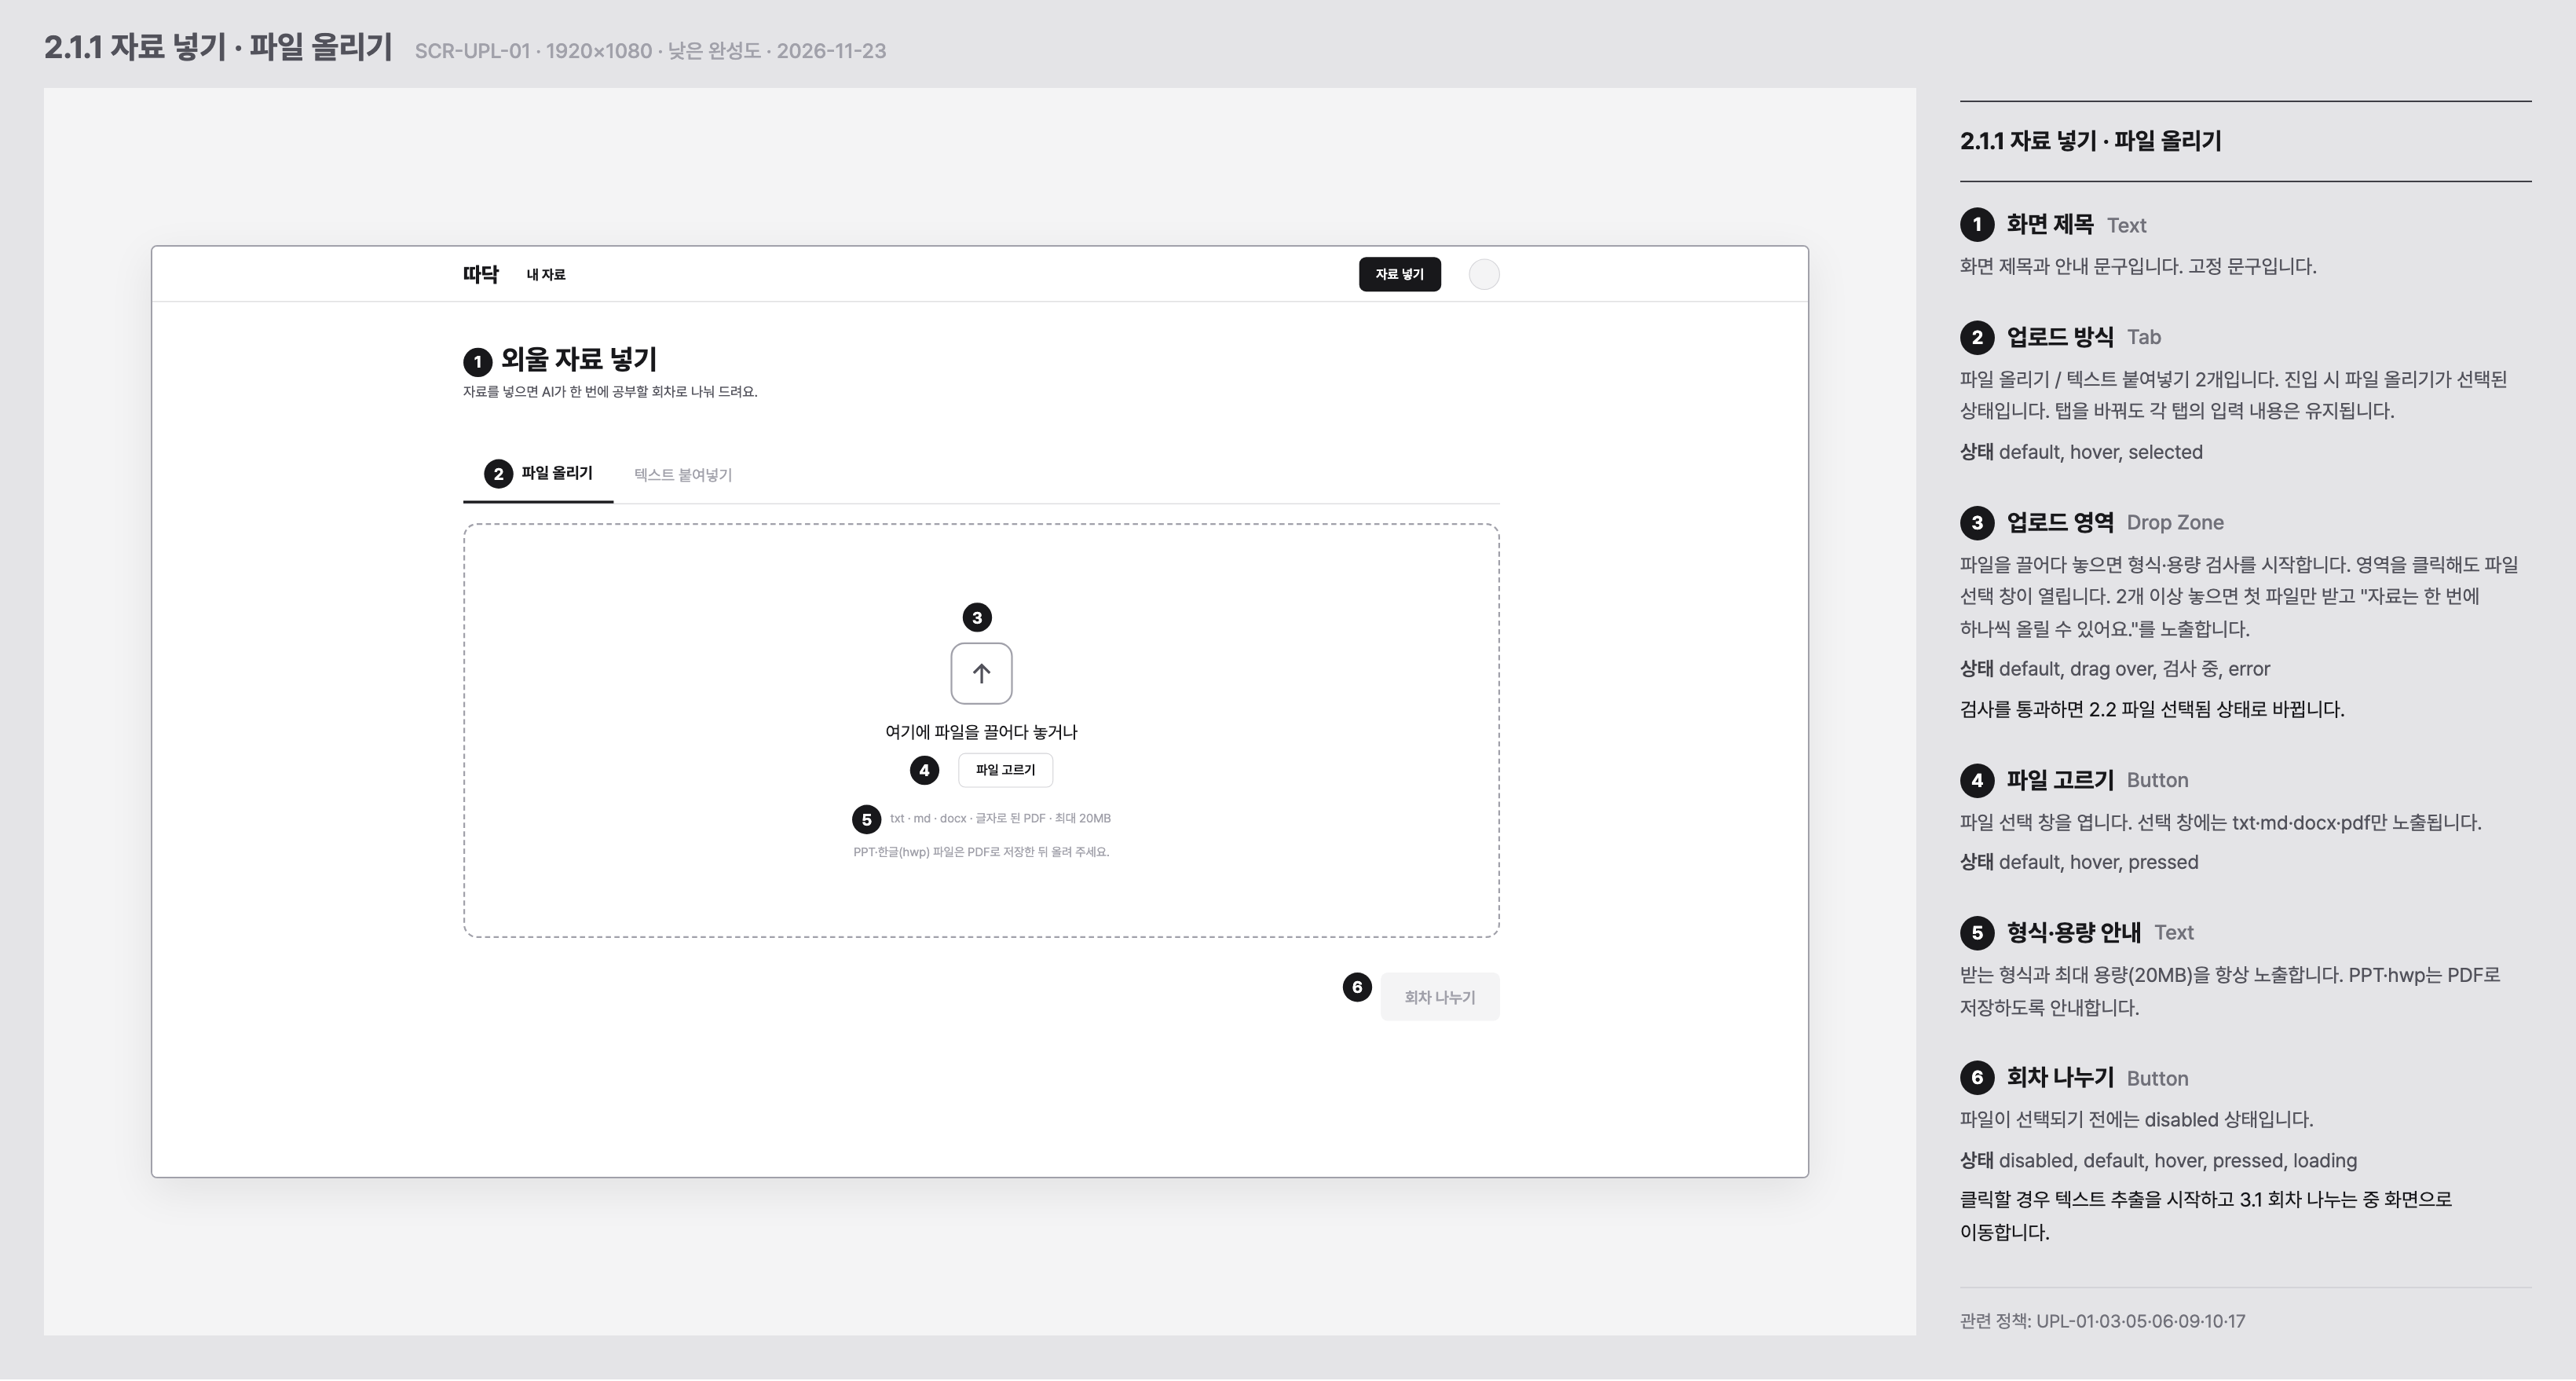 2.1.1 자료 넣기 · 파일 올리기 SCR-UPL-01 · 1920×1080 · 낮은 완성도 · 2026-11-23
따닥 내 자료 자료 넣기
1 외울 자료 넣기
자료를 넣으면 AI가 한 번에 공부할 회차로 나눠 드려요.
2 파일 올리기 텍스트 붙여넣기
3
여기에 파일을 끌어다 놓거나
4 파일 고르기
5 txt · md · docx · 글자로 된 PDF · 최대 20MB
PPT·한글(hwp) 파일은 PDF로 저장한 뒤 올려 주세요.
6 회차 나누기
2.1.1 자료 넣기 · 파일 올리기
1 화면 제목 Text
화면 제목과 안내 문구입니다. 고정 문구입니다.
2 업로드 방식 Tab
파일 올리기 / 텍스트 붙여넣기 2개입니다. 진입 시 파일 올리기가 선택된
상태입니다. 탭을 바꿔도 각 탭의 입력 내용은 유지됩니다.
상태 default, hover, selected
3 업로드 영역 Drop Zone
파일을 끌어다 놓으면 형식·용량 검사를 시작합니다. 영역을 클릭해도 파일
선택 창이 열립니다. 2개 이상 놓으면 첫 파일만 받고 "자료는 한 번에
하나씩 올릴 수 있어요."를 노출합니다.
상태 default, drag over, 검사 중, error
검사를 통과하면 2.2 파일 선택됨 상태로 바뀝니다.
4 파일 고르기 Button
파일 선택 창을 엽니다. 선택 창에는 txt·md·docx·pdf만 노출됩니다.
상태 default, hover, pressed
5 형식·용량 안내 Text
받는 형식과 최대 용량(20MB)을 항상 노출합니다. PPT·hwp는 PDF로
저장하도록 안내합니다.
6 회차 나누기 Button
파일이 선택되기 전에는 disabled 상태입니다.
상태 disabled, default, hover, pressed, loading
클릭할 경우 텍스트 추출을 시작하고 3.1 회차 나누는 중 화면으로
이동합니다.
관련 정책: UPL-01·03·05·06·09·10·17